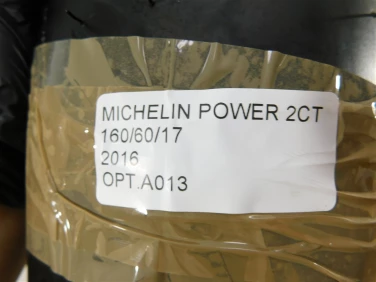 MICHELIN POWER 2CT
160/60/17
2016
OPT.A013